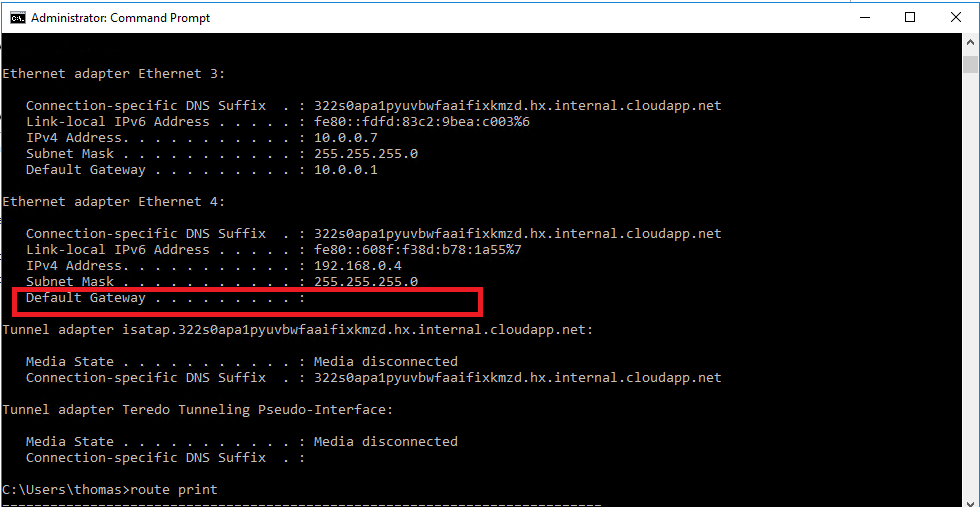 Administrator: Command Prompt
Ethernet adapter Ethernet 3:
Connection-specific DNS Suffix  . : 322s0apa1pyuvbwfaaifixkmzd.hx.internal.cloudapp.net
Link-local IPv6 Address . . . . . : fe80::fdfd:83c2:9bea:c003%6
IPv4 Address. . . . . . . . . . . : 10.0.0.7
Subnet Mask . . . . . . . . . . . : 255.255.255.0
Default Gateway . . . . . . . . . : 10.0.0.1
Ethernet adapter Ethernet 4:
Connection-specific DNS Suffix  . : 322s0apa1pyuvbwfaaifixkmzd.hx.internal.cloudapp.net
Link-local IPv6 Address . . . . . : fe80::608f:f38d:b78:1a55%7
IPv4 Address. . . . . . . . . . . : 192.168.0.4
Subnet Mask . . . . . . . . . . . : 255.255.255.0
Default Gateway . . . . . . . . . :
Tunnel adapter isatap.322s0apa1pyuvbwfaaifixkmzd.hx.internal.cloudapp.net:
Media State . . . . . . . . . . . : Media disconnected
Connection-specific DNS Suffix  . : 322s0apa1pyuvbwfaaifixkmzd.hx.internal.cloudapp.net
Tunnel adapter Teredo Tunneling Pseudo-Interface:
Media State . . . . . . . . . . . : Media disconnected
Connection-specific DNS Suffix  . :
C:\Users\thomas>route print
===========================================================================